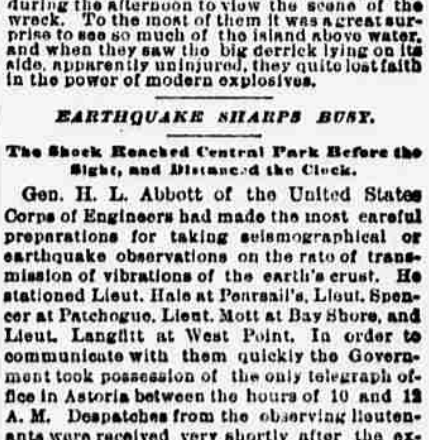 during the afternoon to view the scene of the
wreck. To the most of them it was a great sur-
prise to see so much of the island above water,
and when they saw the big derrick lying on its
side, apparently uninjured, they quite lost faith
in the power of modern explosives.
EARTHQUAKE SHARPS BUSY.
The Shock Reached Central Park Before the
Sight, and Distanced the Clock.
Gen. H. L. Abbott of the United States
Corps of Engineers had made the most careful
preparations for taking seismographical or
earthquake observations on the rate of trans-
mission of vibrations of the earth's crust. He
stationed Lieut. Hale at Pearsall's, Lieut. Spen-
cer at Patchogue, Lieut. Mott at Bay Shore, and
Lieut. Langfitt at West Point. In order to
communicate with them quickly the Govern-
ment took possession of the only telegraph of-
fice in Astoria between the hours of 10 and 12
A. M. Despatches from the observing lieuten-
ants were received very shortly after the ex-